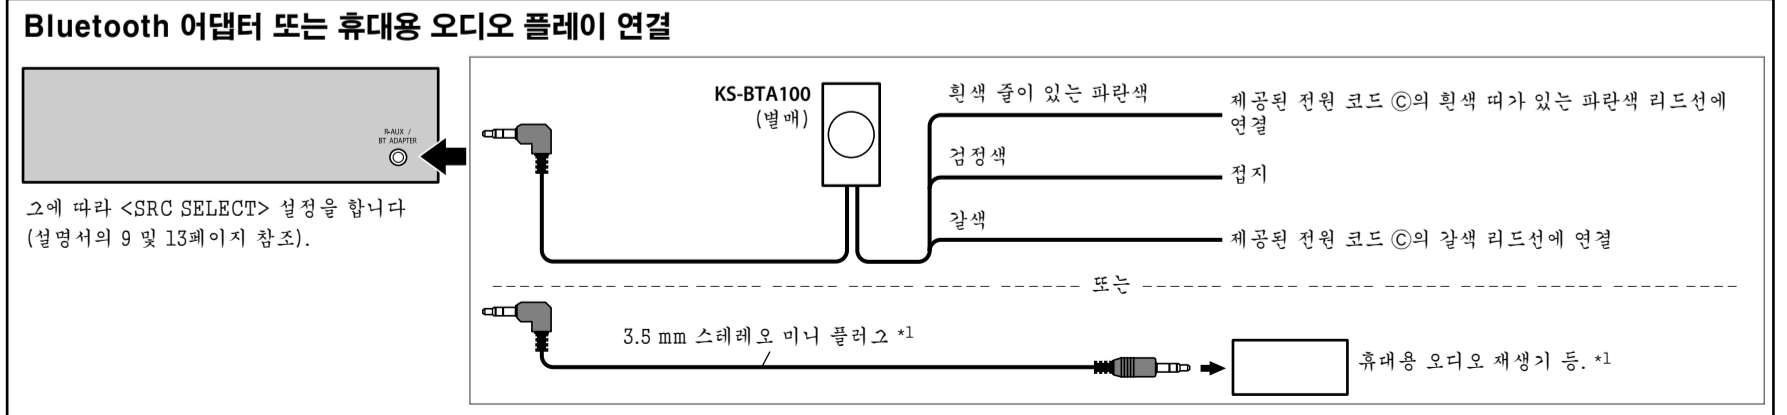 Bluetooth 어댑터 또는 휴대용 오디오 플레이 연결
R-AUX /
BT ADAPTER
그에 따라 <SRC SELECT> 설정을 합니다
(설명서의 9 및 13페이지 참조).
KS-BTA100
(별매)
흰색 줄이 있는 파란색
제공된 전원 코드 Ⓒ의 흰색 띠가 있는 파란색 리드선에
연결
검정색
접지
갈색
제공된 전원 코드 Ⓒ의 갈색 리드선에 연결
또는
3.5 mm 스테레오 미니 플러그 *1
휴대용 오디오 재생기 등. *1